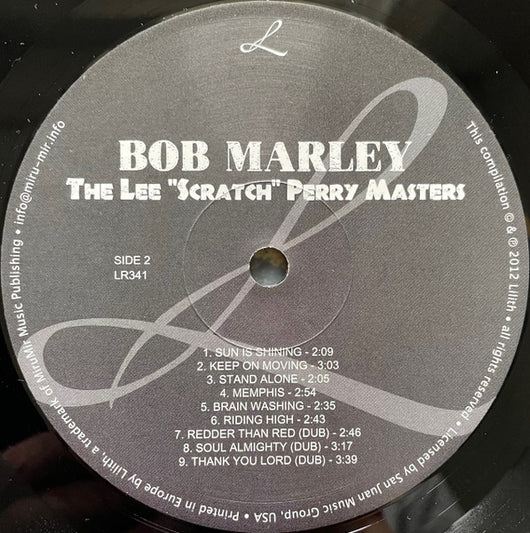 L
BOB MARLEY
THE LEE "SCRATCH" PERRY MASTERS
SIDE 2
LR341
1. SUN IS SHINING - 2:09
2. KEEP ON MOVING - 3:03
3. STAND ALONE - 2:05
4. MEMPHIS - 2:54
5. BRAIN WASHING - 2:35
6. RIDING HIGH - 2:43
7. REDDER THAN RED (DUB) - 2:46
8. SOUL ALMIGHTY (DUB) - 3:17
9. THANK YOU LORD (DUB) - 3:39
This compilation © & ℗ 2012 Lilith • all rights reserved • Licensed by San Juan Music Group, USA • Printed in Europe by Lilith, a trademark of MiruMir Music Publishing • info@miru-mir.info